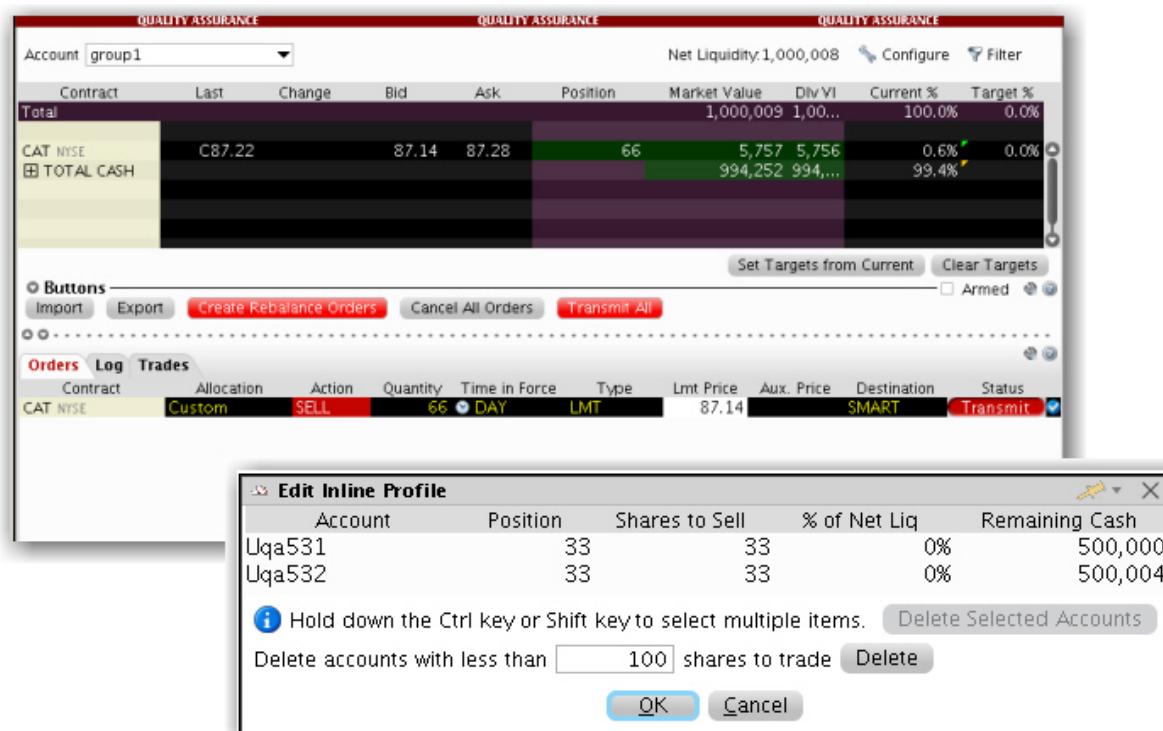 QUALITY ASSURANCE QUALITY ASSURANCE QUALITY ASSURANCE
Account group1 Net Liquidity:1,000,008 Configure Filter
Contract Last Change Bid Ask Position Market Value Dlv Vl Current % Target %
Total 1,000,009 1,00... 100.0% 0.0%
CAT NYSE C87.22 87.14 87.28 66 5,757 5,756 0.6% 0.0%
TOTAL CASH 994,252 994,... 99.4%
Set Targets from Current Clear Targets
Buttons Armed
Import Export Create Rebalance Orders Cancel All Orders Transmit All
Orders Log Trades
Contract Allocation Action Quantity Time in Force Type Lmt Price Aux. Price Destination Status
CAT NYSE Custom SELL 66 DAY LMT 87.14 SMART Transmit
Edit Inline Profile
Account Position Shares to Sell % of Net Liq Remaining Cash
Uqa531 33 33 0% 500,000
Uqa532 33 33 0% 500,004
Hold down the Ctrl key or Shift key to select multiple items. Delete Selected Accounts
Delete accounts with less than 100 shares to trade Delete
OK Cancel